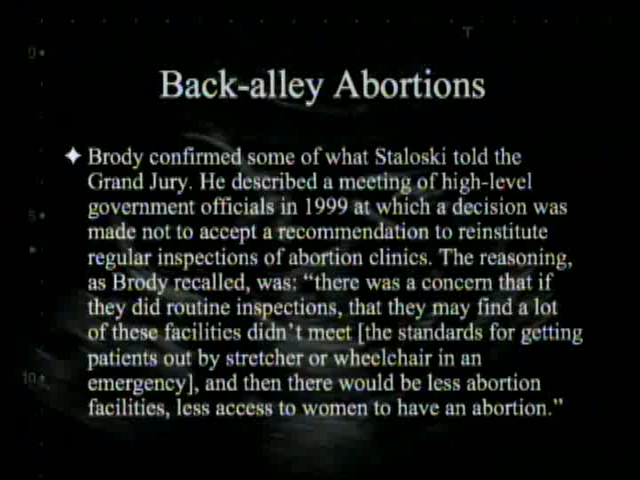 Back-alley Abortions
Brody confirmed some of what Staloski told the
Grand Jury. He described a meeting of high-level
government officials in 1999 at which a decision was
made not to accept a recommendation to reinstitute
regular inspections of abortion clinics. The reasoning,
as Brody recalled, was: “there was a concern that if
they did routine inspections, that they may find a lot
of these facilities didn’t meet [the standards for getting
patients out by stretcher or wheelchair in an
emergency], and then there would be less abortion
facilities, less access to women to have an abortion.”
T
0
5
10